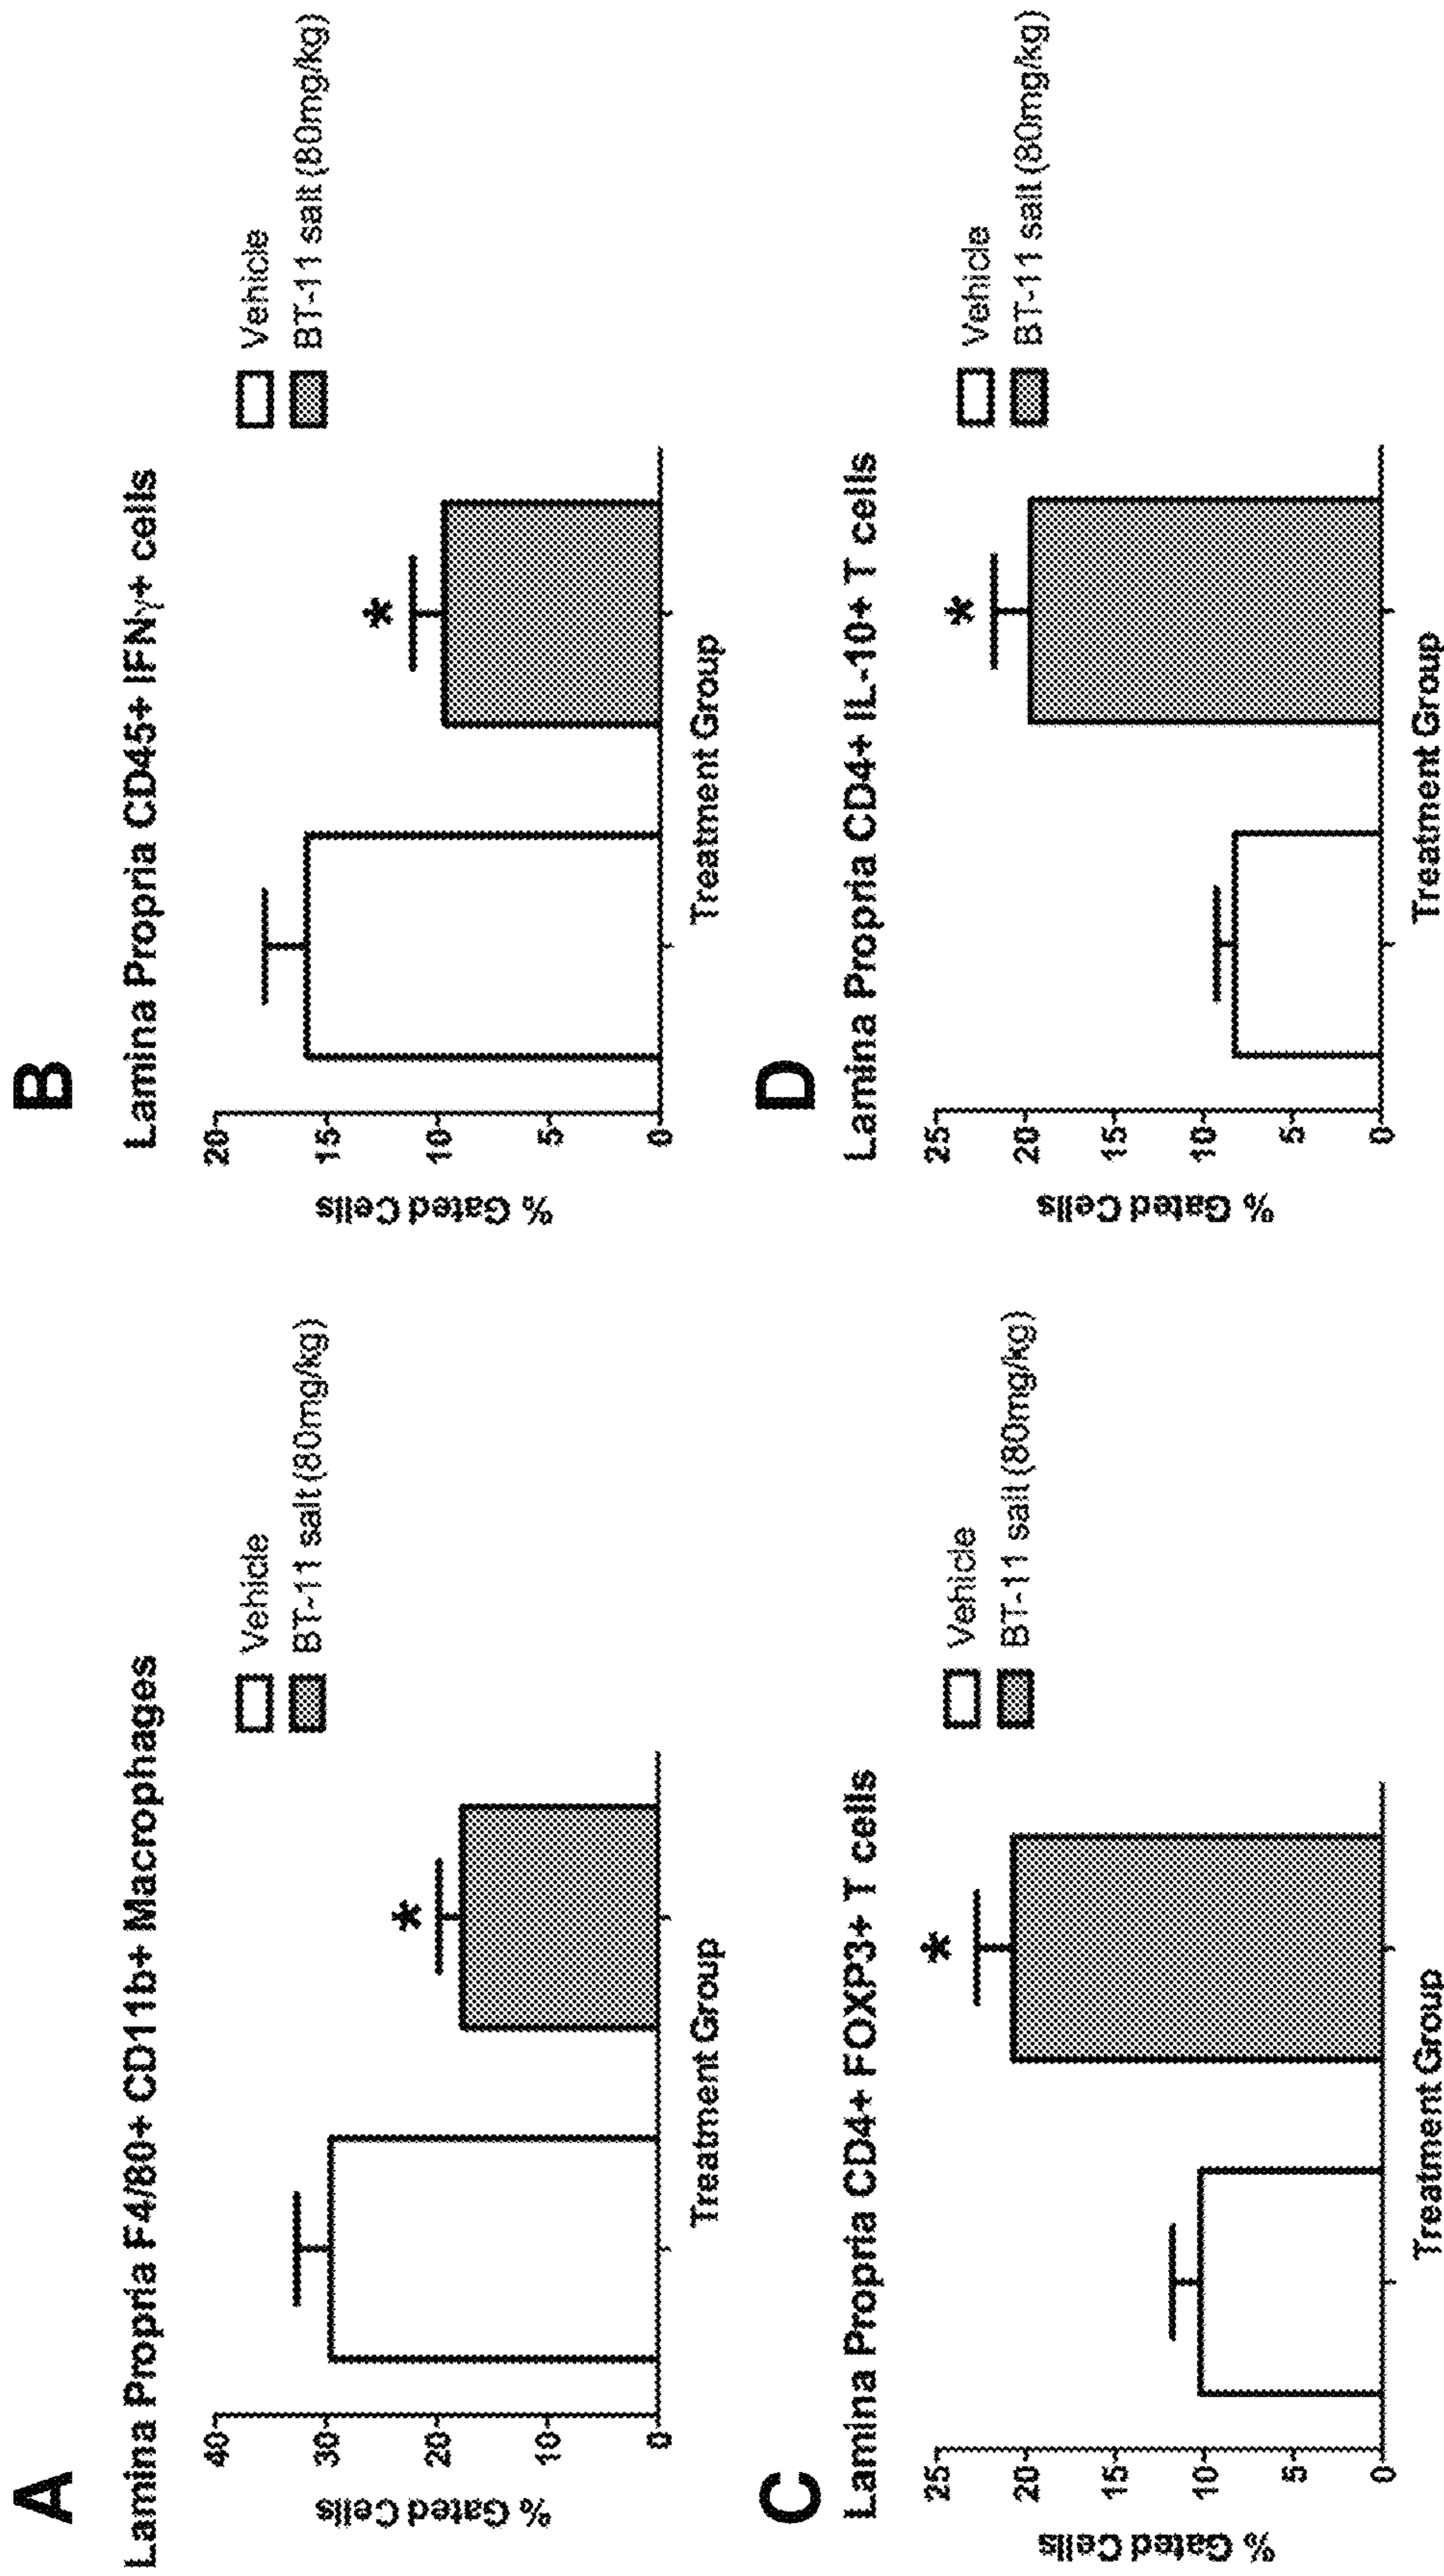 A
Lamina Propria F4/80+ CD11b+ Macrophages
% Gated Cells
40
30
20
10
0
*
Treatment Group
Vehicle
BT-11 salt (80mg/kg)
B
Lamina Propria CD45+ IFNγ+ cells
% Gated Cells
20
15
10
5
0
*
Treatment Group
Vehicle
BT-11 salt (80mg/kg)
C
Lamina Propria CD4+ FOXP3+ T cells
% Gated Cells
25
20
15
10
5
0
*
Treatment Group
Vehicle
BT-11 salt (80mg/kg)
D
Lamina Propria CD4+ IL-10+ T cells
% Gated Cells
25
20
15
10
5
0
*
Treatment Group
Vehicle
BT-11 salt (80mg/kg)